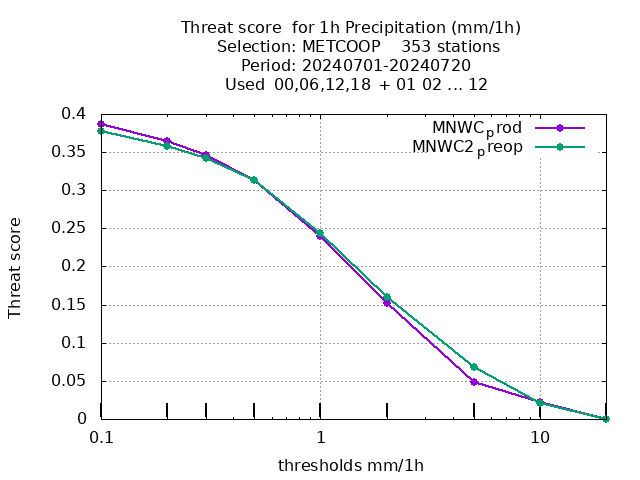 Threat score  for 1h Precipitation (mm/1h)
Selection: METCOOP    353 stations
Period: 20240701-20240720
Used  00,06,12,18 + 01 02 ... 12
MNWCprod
MNWC2preop
0.4
0.35
0.3
0.25
0.2
0.15
0.1
0.05
0
Threat score
0.1
1
10
thresholds mm/1h